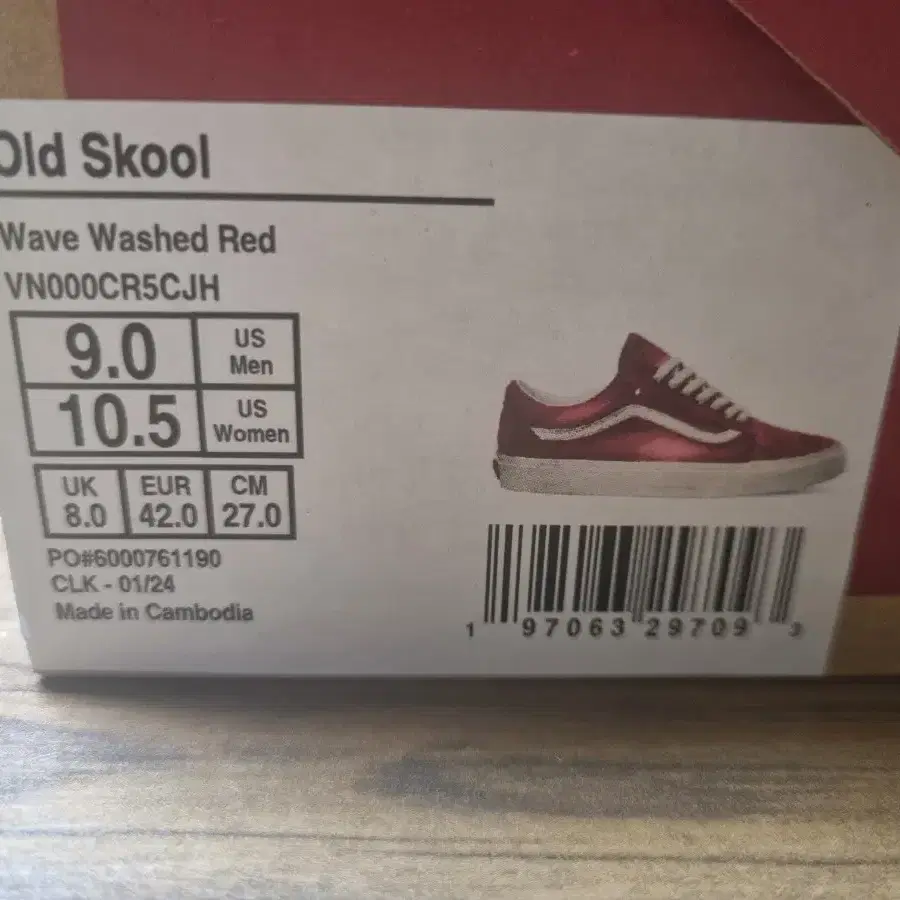 Old Skool
Wave Washed Red
VN000CR5CJH
9.0 US Men
10.5 US Women
UK EUR CM
8.0 42.0 27.0
PO#6000761190
CLK - 01/24
Made in Cambodia
1 97063 29709 3